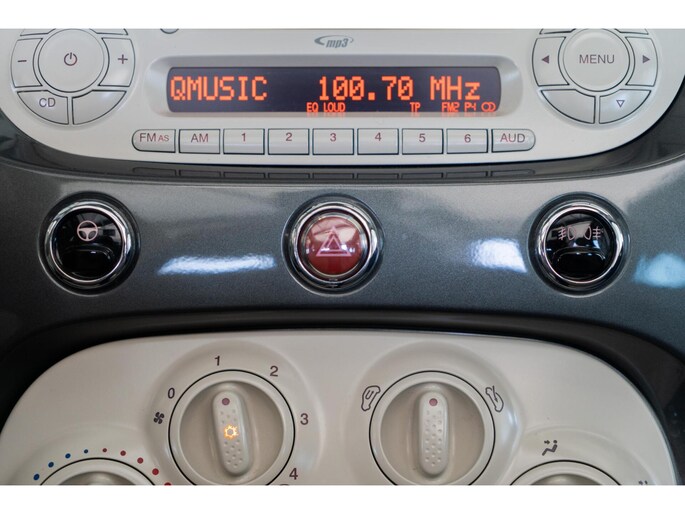 mp3
− + MENU
QMUSIC 100.70 MHz
EQ LOUD TP FM2 P4 CD
CD
FM AS AM 1 2 3 4 5 6 AUD
0 1 2 3 4